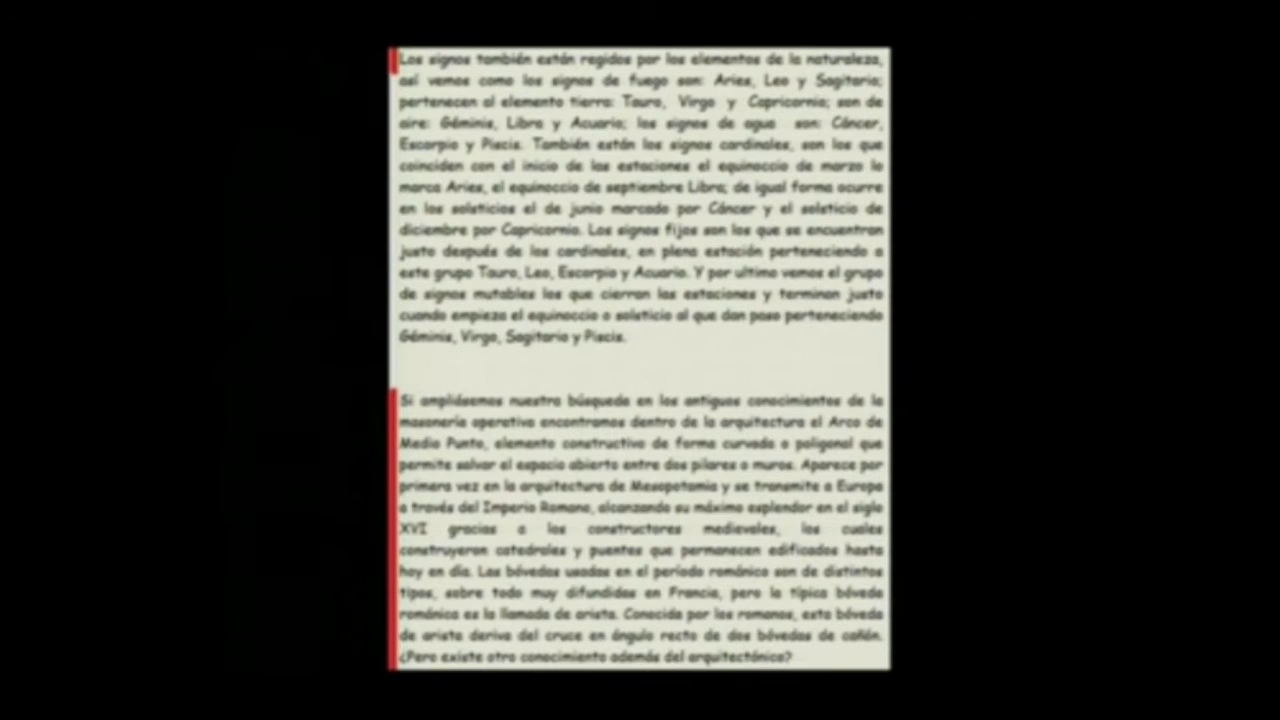 Los signos también están regidos por los elementos de la naturaleza,
así vemos como los signos de fuego son: Aries, Leo y Sagitario;
pertenecen al elemento tierra: Tauro, Virgo y Capricornio; son de
aire: Géminis, Libra y Acuario; los signos de agua son: Cáncer,
Escorpio y Piscis. También están los signos cardinales, son los que
coinciden con el inicio de las estaciones el equinoccio de marzo lo
marca Aries, el equinoccio de septiembre Libra; de igual forma ocurre
en los solsticios el de junio marcado por Cáncer y el solsticio de
diciembre por Capricornio. Los signos fijos son los que se encuentran
justo después de los cardinales, en plena estación perteneciendo a
este grupo Tauro, Leo, Escorpio y Acuario. Y por ultimo vemos el grupo
de signos mutables los que cierran las estaciones y terminan justo
cuando empieza el equinoccio o solsticio al que dan paso perteneciendo
Géminis, Virgo, Sagitario y Piscis.
Si ampliásemos nuestra búsqueda en los antiguos conocimientos de la
masonería operativa encontramos dentro de la arquitectura el Arco de
Medio Punto, elemento constructivo de forma curvada o poligonal que
permite salvar el espacio abierto entre dos pilares o muros. Aparece por
primera vez en la arquitectura de Mesopotamia y se transmite a Europa
a través del Imperio Romano, alcanzando su máximo esplendor en el siglo
XVI gracias a los constructores medievales, los cuales
construyeron catedrales y puentes que permanecen edificados hasta
hoy en día. Las bóvedas usadas en el período románico son de distintos
tipos, sobre todo muy difundidas en Francia, pero la típica bóveda
románica es la llamada de arista. Conocida por los romanos, esta bóveda
de arista deriva del cruce en ángulo recto de dos bóvedas de cañón.
¿Pero existe otro conocimiento además del arquitectónico?